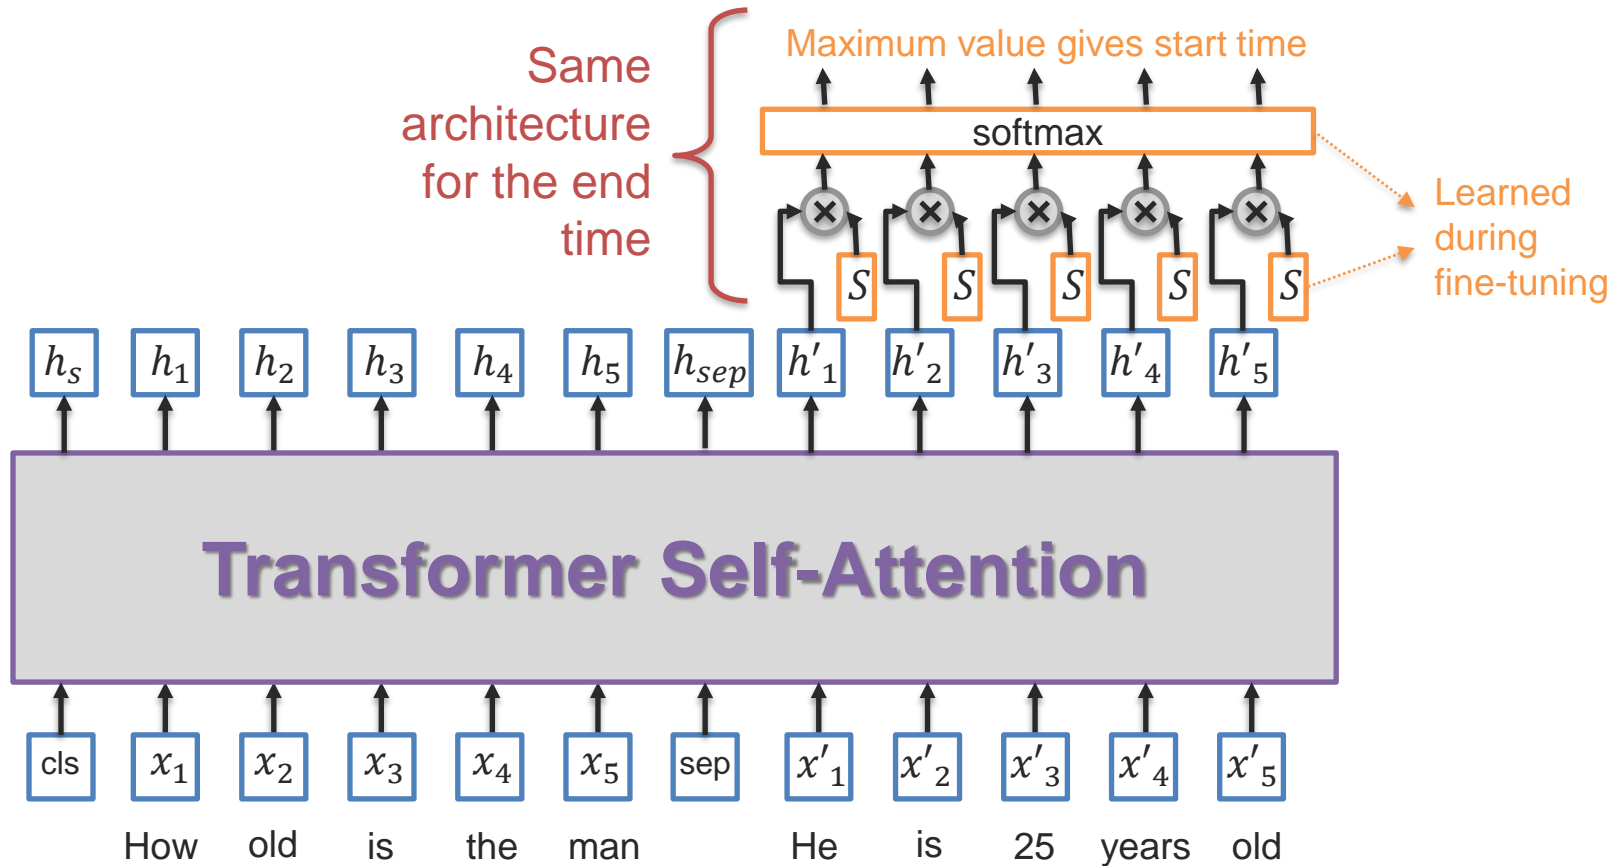 Maximum value gives start time
Same
architecture
for the end
time
softmax
× × × × ×
Learned
during
fine-tuning
S S S S S
h_s h_1 h_2 h_3 h_4 h_5 h_sep h'_1 h'_2 h'_3 h'_4 h'_5
Transformer Self-Attention
cls x_1 x_2 x_3 x_4 x_5 sep x'_1 x'_2 x'_3 x'_4 x'_5
How old is the man He is 25 years old